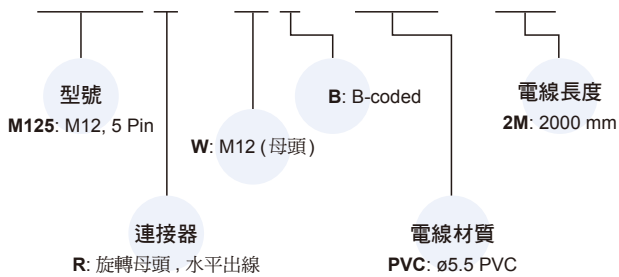 型號
M125: M12, 5 Pin
B: B-coded
電線長度
2M: 2000 mm
W: M12 (母頭)
連接器
R: 旋轉母頭, 水平出線
電線材質
PVC: ø5.5 PVC